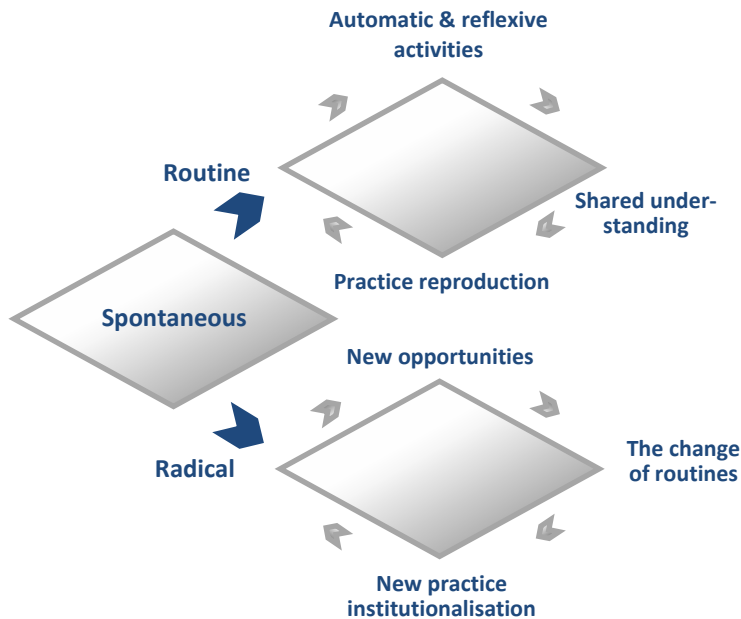 Automatic & reflexive
activities
Routine
Shared under-
standing
Practice reproduction
Spontaneous
New opportunities
Radical
The change
of routines
New practice
institutionalisation